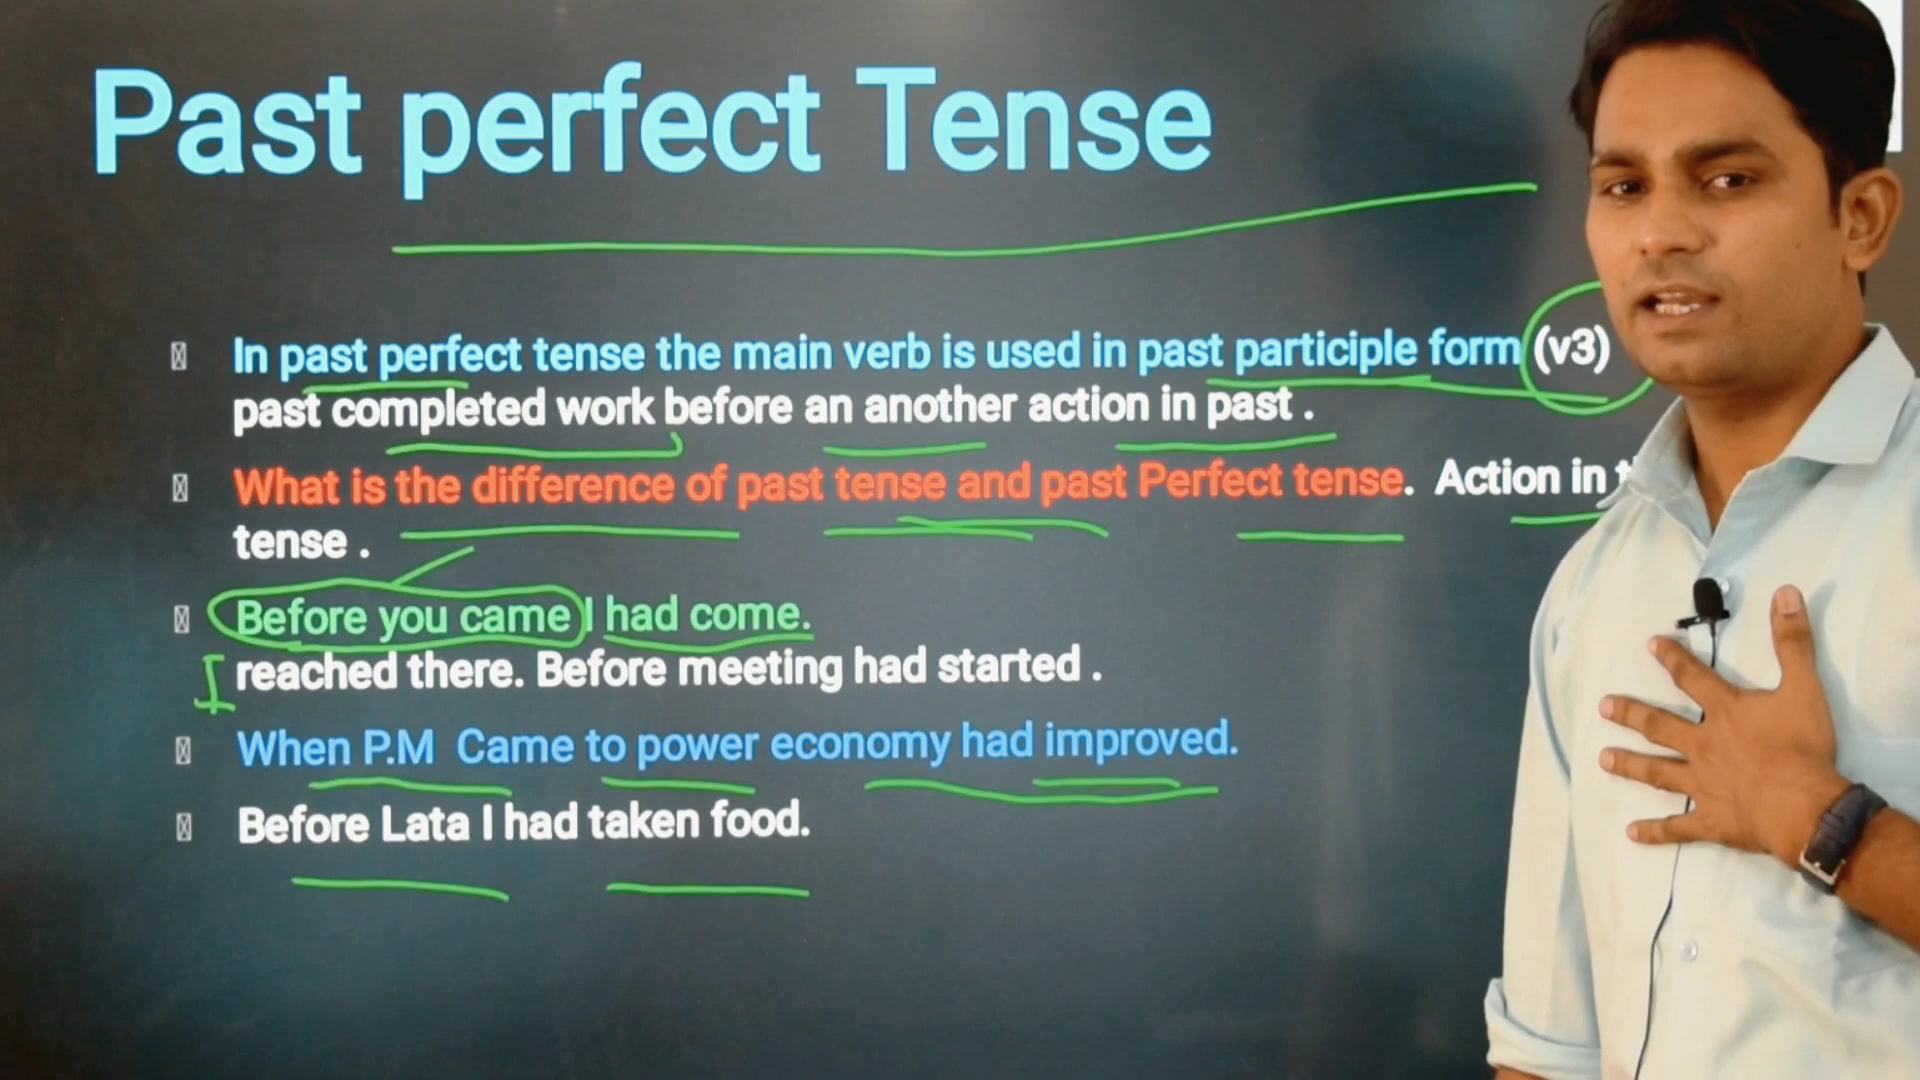 Past perfect Tense
In past perfect tense the main verb is used in past participle form (v3)
past completed work before an another action in past .
What is the difference of past tense and past Perfect tense. Action in
tense .
Before you came I had come.
I reached there. Before meeting had started .
When P.M Came to power economy had improved.
Before Lata I had taken food.